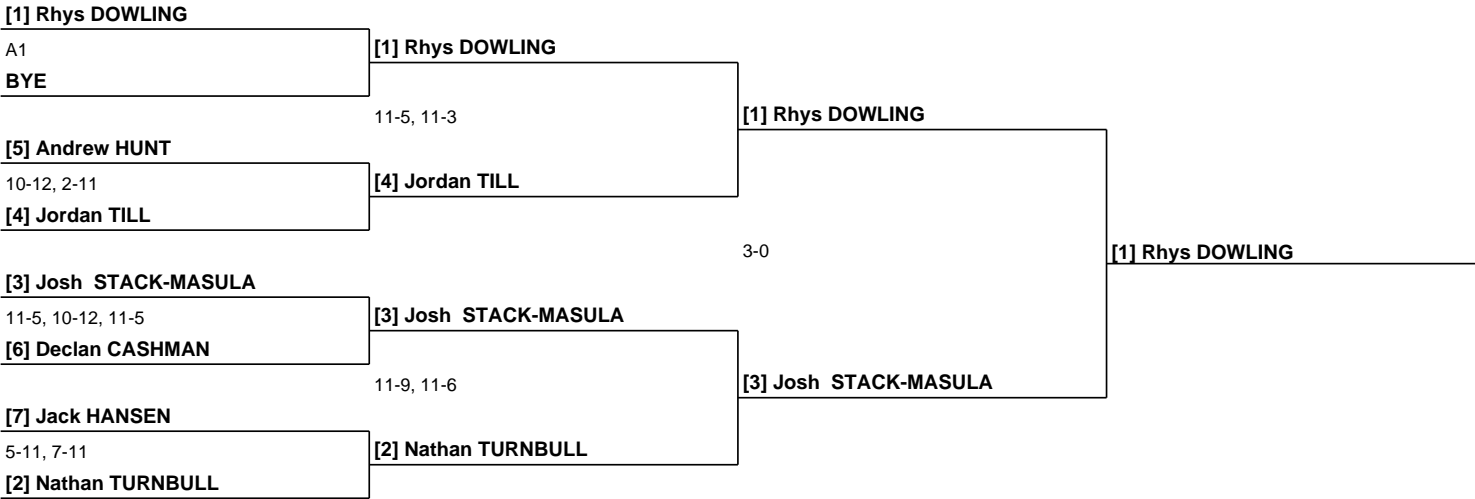 [1] Rhys DOWLING
A1
BYE
[5] Andrew HUNT
10-12, 2-11
[4] Jordan TILL
[3] Josh  STACK-MASULA
11-5, 10-12, 11-5
[6] Declan CASHMAN
[7] Jack HANSEN
5-11, 7-11
[2] Nathan TURNBULL
[1] Rhys DOWLING
11-5, 11-3
[4] Jordan TILL
[3] Josh  STACK-MASULA
11-9, 11-6
[2] Nathan TURNBULL
[1] Rhys DOWLING
3-0
[3] Josh  STACK-MASULA
[1] Rhys DOWLING